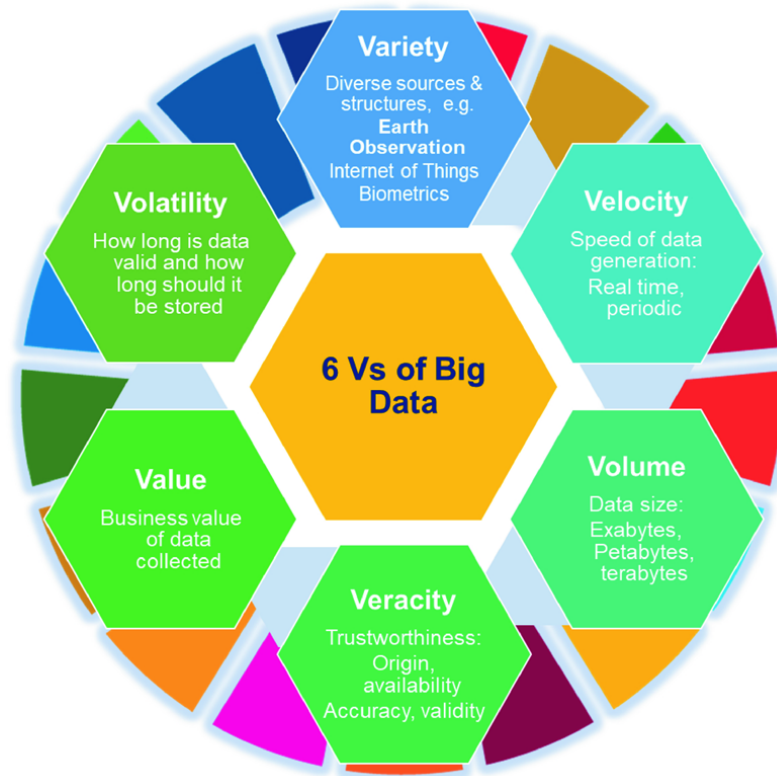 Variety
Diverse sources &
structures, e.g.
Earth
Observation
Internet of Things
Biometrics
Velocity
Speed of data
generation:
Real time,
periodic
Volume
Data size:
Exabytes,
Petabytes,
terabytes
Veracity
Trustworthiness:
Origin,
availability
Accuracy, validity
Value
Business value
of data
collected
Volatility
How long is data
valid and how
long should it
be stored
6 Vs of Big
Data